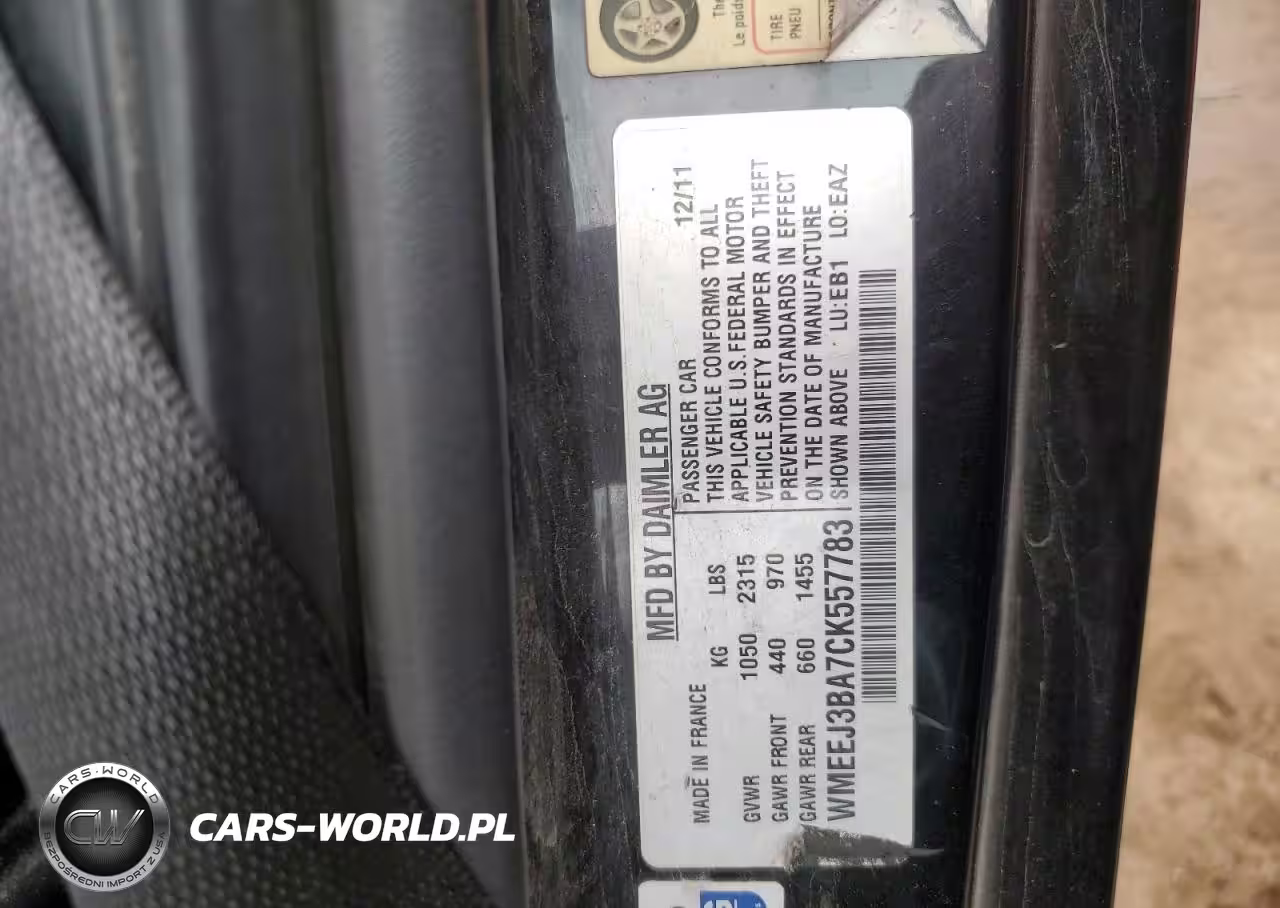 The
Le poids
TIRE
PNEU
MFD BY DAIMLER AG
MADE IN FRANCE
KG LBS
GVWR 1050 2315
GAWR FRONT 440 970
GAWR REAR 660 1455
PASSENGER CAR 12/11
THIS VEHICLE CONFORMS TO ALL
APPLICABLE U.S.FEDERAL MOTOR
VEHICLE SAFETY BUMPER AND THEFT
PREVENTION STANDARDS IN EFFECT
ON THE DATE OF MANUFACTURE
SHOWN ABOVE LU:EB1 LO:EAZ
WMEEJ3BA7CK557783
CARS-WORLD
CW
BEZPOŚREDNI IMPORT Z USA
CARS-WORLD.PL